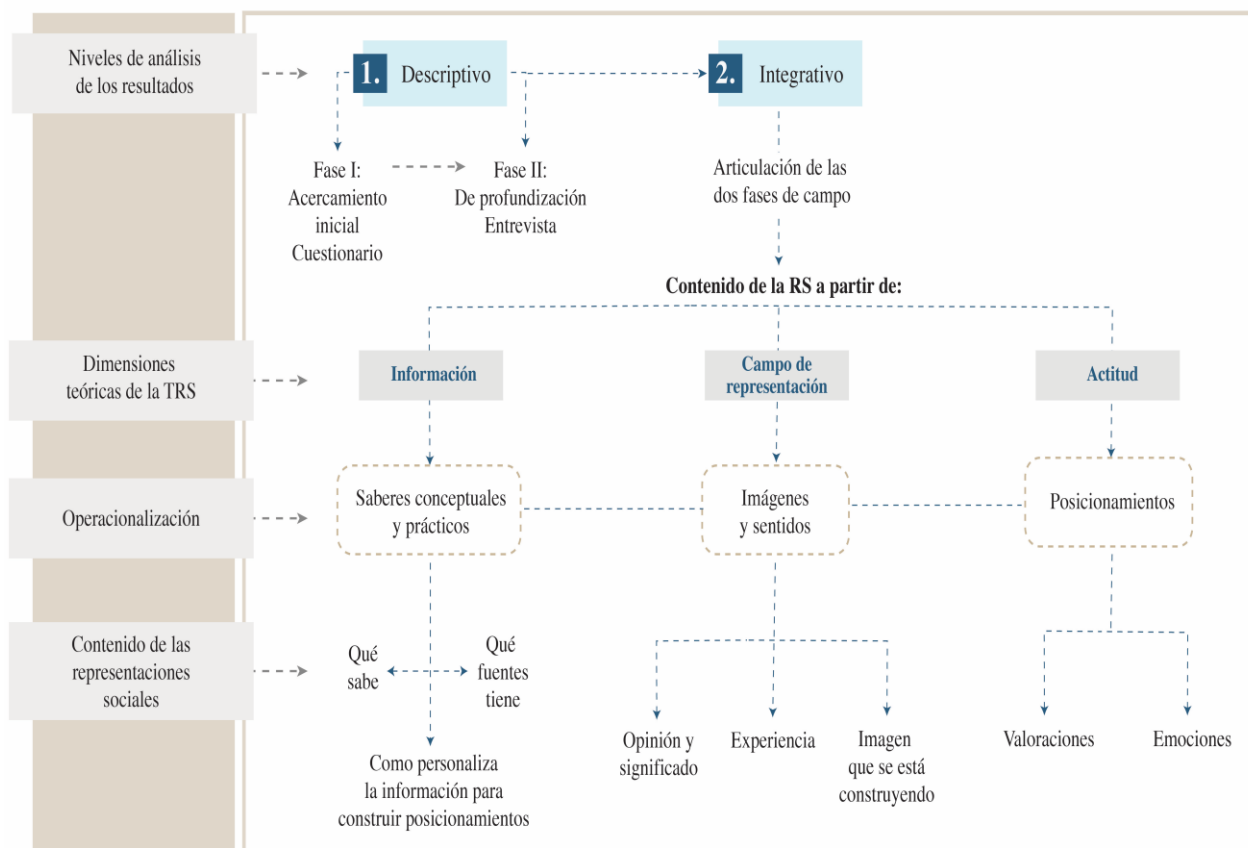 Niveles de análisis
de los resultados
1. Descriptivo
2. Integrativo
Fase I:
Acercamiento
inicial
Cuestionario
Fase II:
De profundización
Entrevista
Articulación de las
dos fases de campo
Contenido de la RS a partir de:
Dimensiones
teóricas de la TRS
Información
Campo de
representación
Actitud
Operacionalización
Saberes conceptuales
y prácticos
Imágenes
y sentidos
Posicionamientos
Contenido de las
representaciones
sociales
Qué
sabe
Qué
fuentes
tiene
Como personaliza
la información para
construir posicionamientos
Opinión y
significado
Experiencia
Imagen
que se está
construyendo
Valoraciones
Emociones